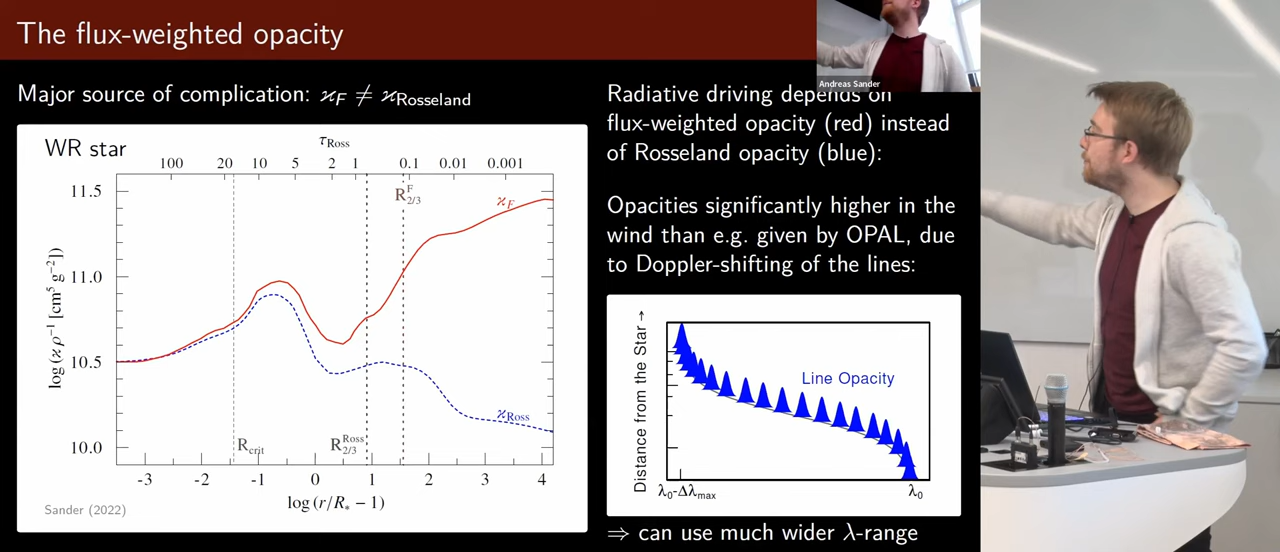 The flux-weighted opacity
Andreas Sander
Major source of complication: ϰF ≠ ϰRosseland
WR star
τRoss
100 20 10 5 2 1 0.1 0.01 0.001
11.5
11.0
10.5
10.0
log (ϰ ρ⁻¹ [cm⁵ g⁻²])
R^F_2/3
ϰF
ϰRoss
Rcrit
R^Ross_2/3
-3 -2 -1 0 1 2 3 4
log (r/R* − 1)
Sander (2022)
Radiative driving depends on
flux-weighted opacity (red) instead
of Rosseland opacity (blue):
Opacities significantly higher in the
wind than e.g. given by OPAL, due
to Doppler-shifting of the lines:
Distance from the Star →
Line Opacity
λ₀-Δλmax
λ₀
⇒ can use much wider λ-range